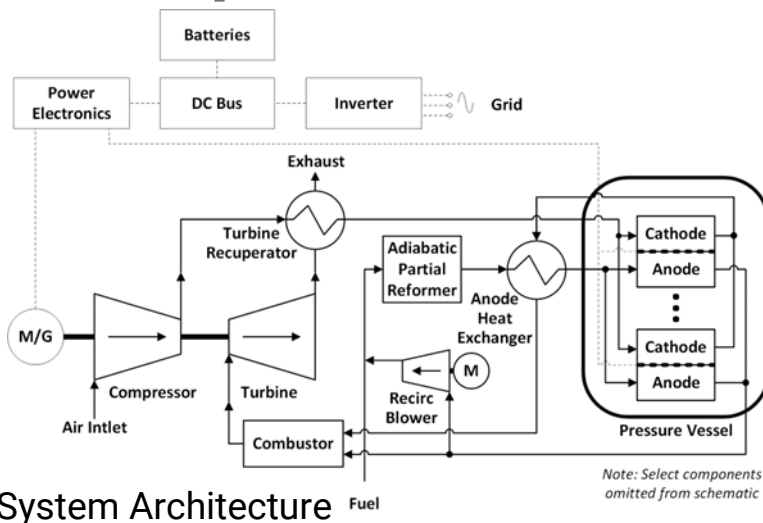 Batteries
Power
Electronics
DC Bus
Inverter
Grid
Exhaust
Turbine
Recuperator
Adiabatic
Partial
Reformer
Anode
Heat
Exchanger
Cathode
Anode
Cathode
Anode
M/G
Compressor
Turbine
M
Recirc
Blower
Air Intlet
Combustor
Pressure Vessel
Note: Select components
omitted from schematic
System Architecture
Fuel